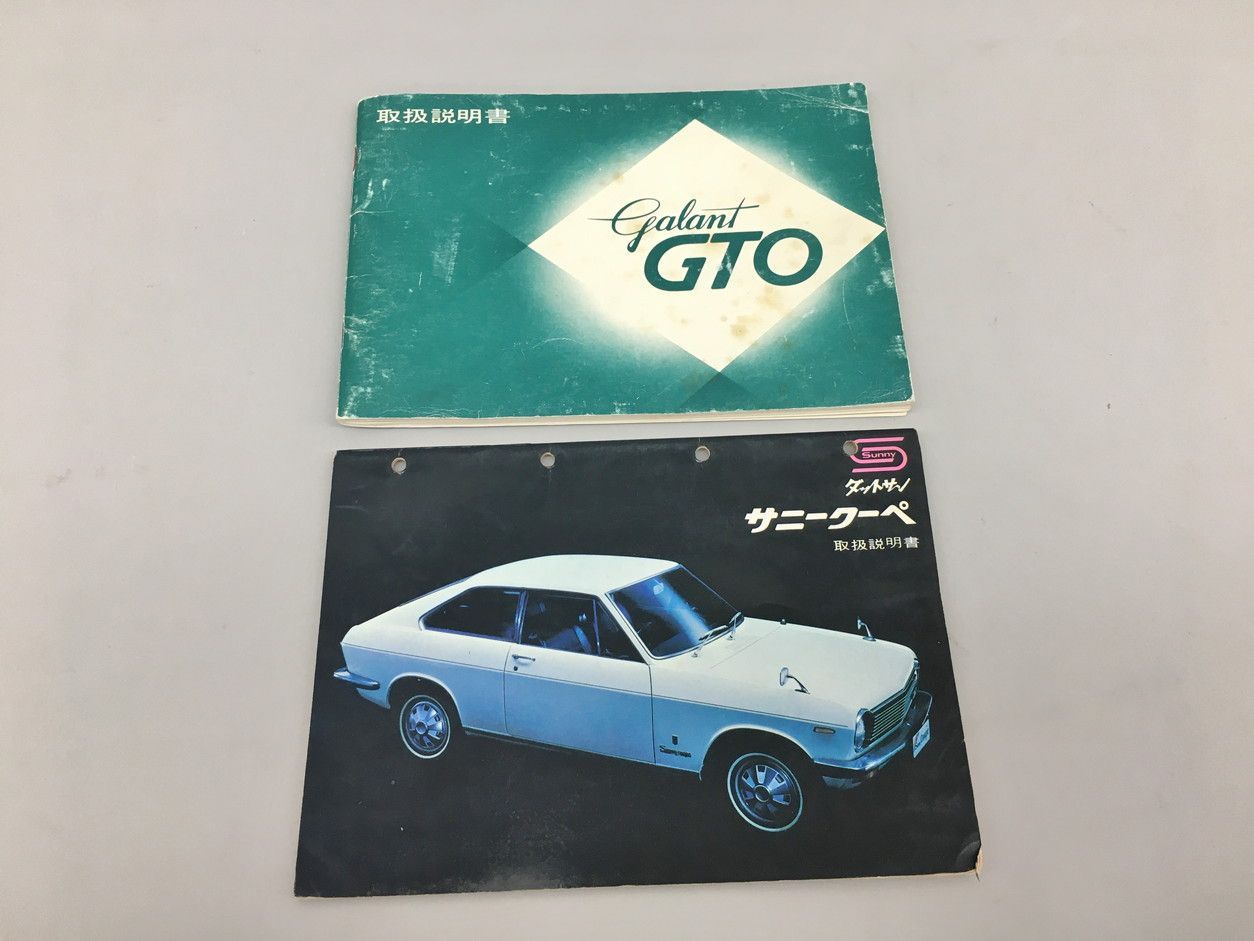 取扱説明書
Galant
GTO
Sunny
ダットサン
サニークーペ
取扱説明書